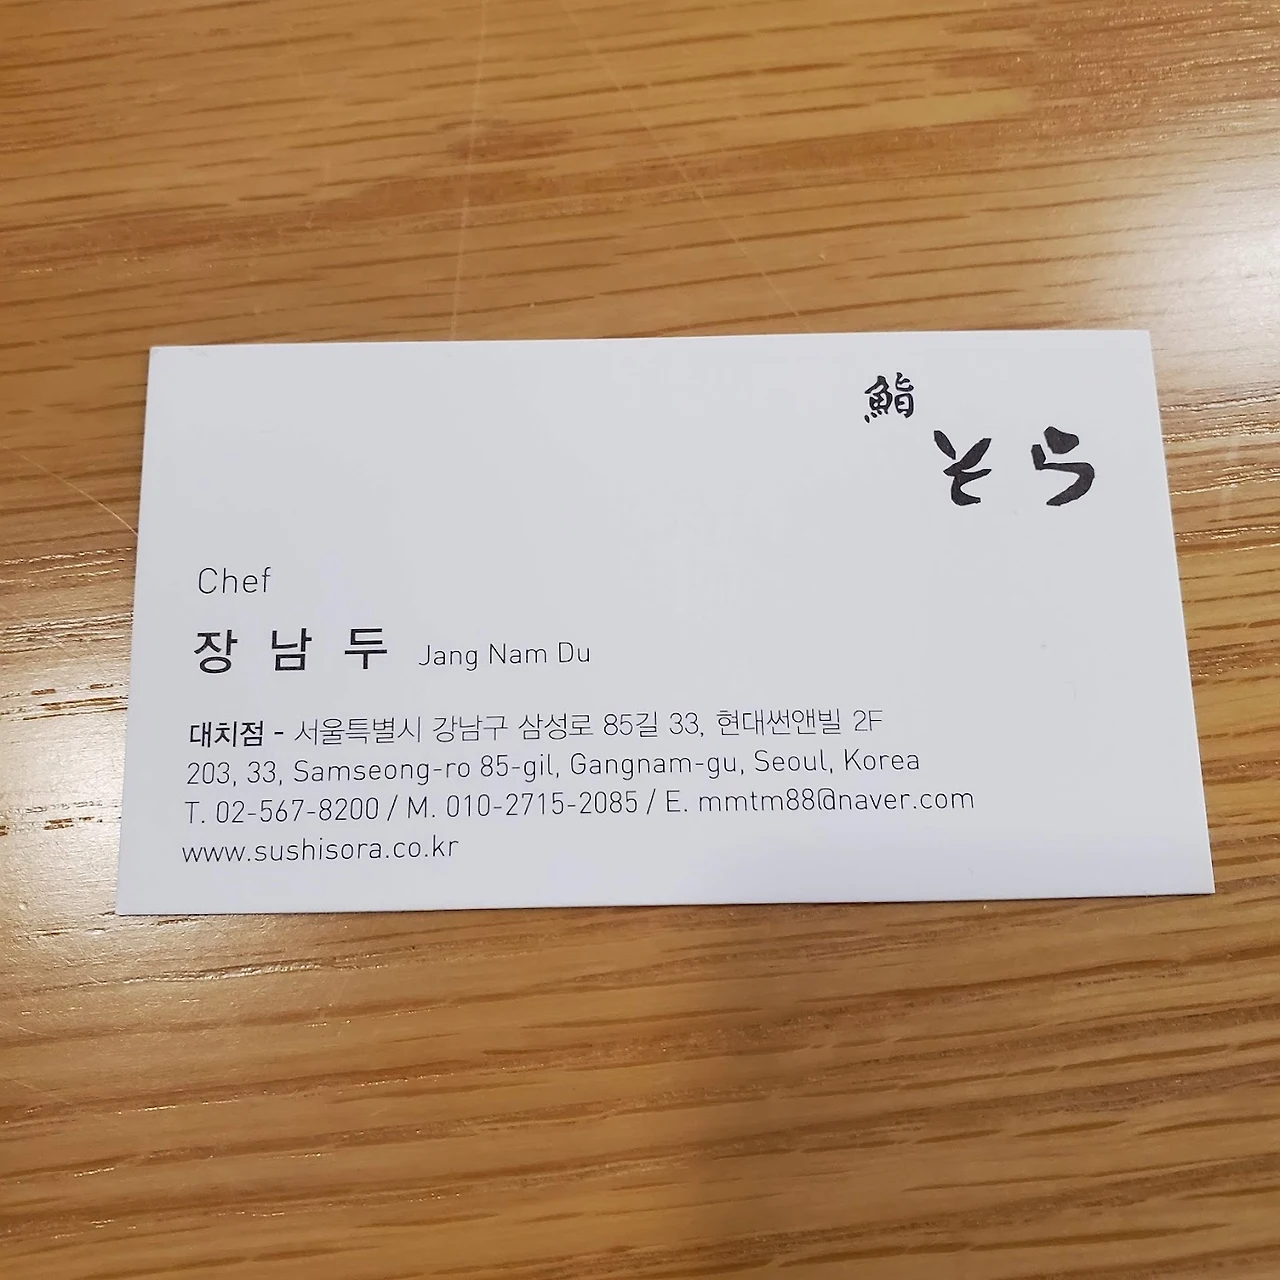 鮨
そら
Chef
장 남 두 Jang Nam Du
대치점 - 서울특별시 강남구 삼성로 85길 33, 현대썬앤빌 2F
203, 33, Samseong-ro 85-gil, Gangnam-gu, Seoul, Korea
T. 02-567-8200 / M. 010-2715-2085 / E. mmtm88@naver.com
www.sushisora.co.kr